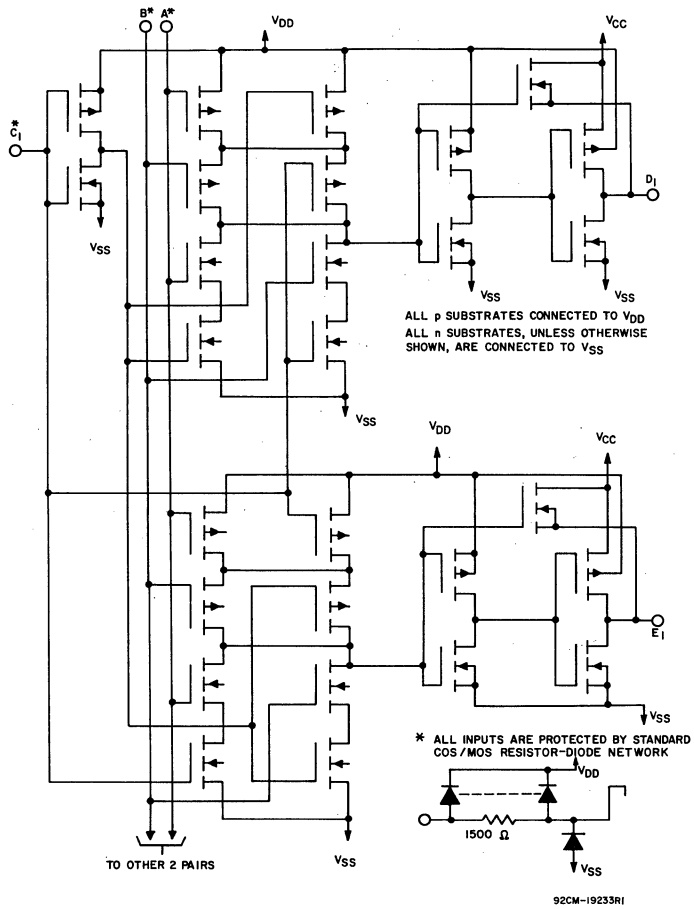 B* A*
VDD
VCC
*
C1
D1
VSS
VSS
VSS
ALL p SUBSTRATES CONNECTED TO VDD
ALL n SUBSTRATES, UNLESS OTHERWISE
SHOWN, ARE CONNECTED TO VSS
VSS
VDD
VCC
E1
VSS
* ALL INPUTS ARE PROTECTED BY STANDARD
COS/MOS RESISTOR-DIODE NETWORK
VDD
1500 Ω
VSS
VSS
TO OTHER 2 PAIRS
92CM-19233R1